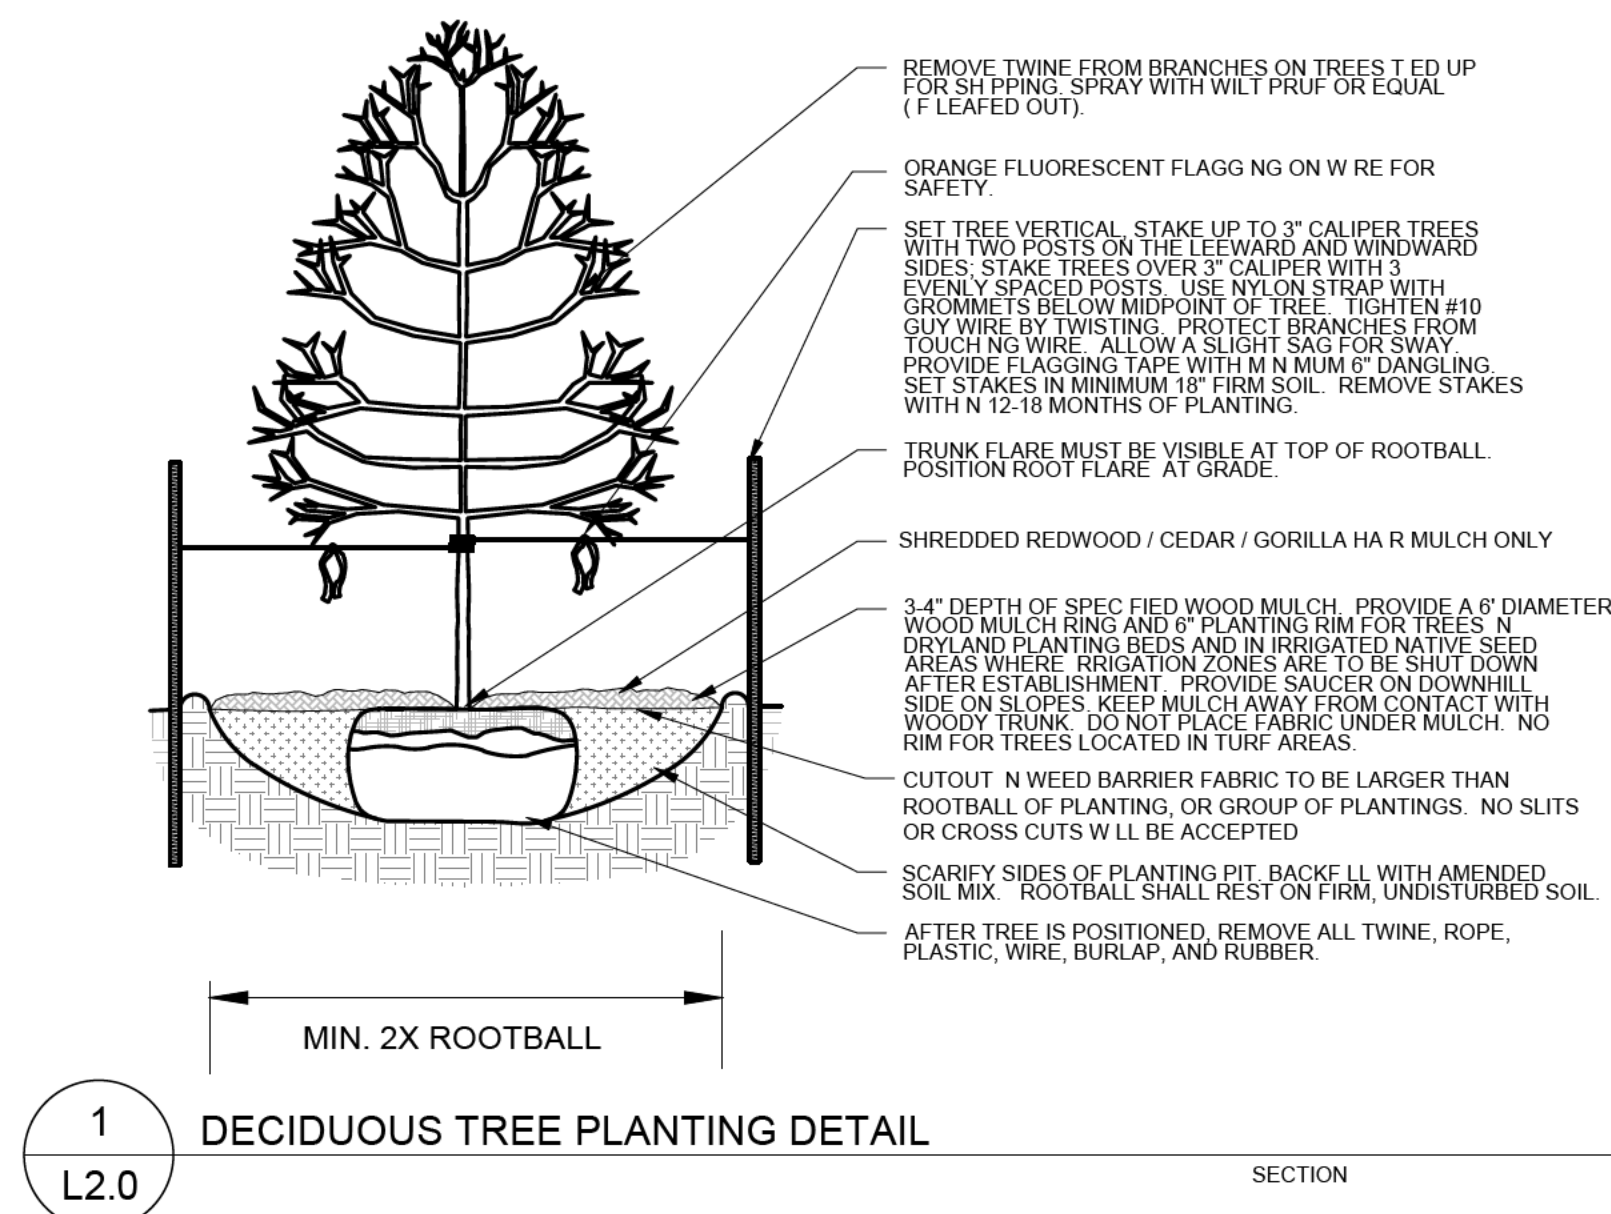 REMOVE TWINE FROM BRANCHES ON TREES T ED UP
FOR SH PPING. SPRAY WITH WILT PRUF OR EQUAL
( F LEAFED OUT).
ORANGE FLUORESCENT FLAGG NG ON W RE FOR
SAFETY.
SET TREE VERTICAL, STAKE UP TO 3" CALIPER TREES
WITH TWO POSTS ON THE LEEWARD AND WINDWARD
SIDES; STAKE TREES OVER 3" CALIPER WITH 3
EVENLY SPACED POSTS. USE NYLON STRAP WITH
GROMMETS BELOW MIDPOINT OF TREE. TIGHTEN #10
GUY WIRE BY TWISTING. PROTECT BRANCHES FROM
TOUCH NG WIRE. ALLOW A SLIGHT SAG FOR SWAY.
PROVIDE FLAGGING TAPE WITH M N MUM 6" DANGLING.
SET STAKES IN MINIMUM 18" FIRM SOIL. REMOVE STAKES
WITH N 12-18 MONTHS OF PLANTING.
TRUNK FLARE MUST BE VISIBLE AT TOP OF ROOTBALL.
POSITION ROOT FLARE AT GRADE.
SHREDDED REDWOOD / CEDAR / GORILLA HA R MULCH ONLY
3-4" DEPTH OF SPEC FIED WOOD MULCH. PROVIDE A 6' DIAMETER
WOOD MULCH RING AND 6" PLANTING RIM FOR TREES N
DRYLAND PLANTING BEDS AND IN IRRIGATED NATIVE SEED
AREAS WHERE RRIGATION ZONES ARE TO BE SHUT DOWN
AFTER ESTABLISHMENT. PROVIDE SAUCER ON DOWNHILL
SIDE ON SLOPES. KEEP MULCH AWAY FROM CONTACT WITH
WOODY TRUNK. DO NOT PLACE FABRIC UNDER MULCH. NO
RIM FOR TREES LOCATED IN TURF AREAS.
CUTOUT N WEED BARRIER FABRIC TO BE LARGER THAN
ROOTBALL OF PLANTING, OR GROUP OF PLANTINGS. NO SLITS
OR CROSS CUTS W LL BE ACCEPTED
SCARIFY SIDES OF PLANTING PIT. BACKF LL WITH AMENDED
SOIL MIX. ROOTBALL SHALL REST ON FIRM, UNDISTURBED SOIL.
AFTER TREE IS POSITIONED, REMOVE ALL TWINE, ROPE,
PLASTIC, WIRE, BURLAP, AND RUBBER.
MIN. 2X ROOTBALL
1
L2.0
DECIDUOUS TREE PLANTING DETAIL
SECTION